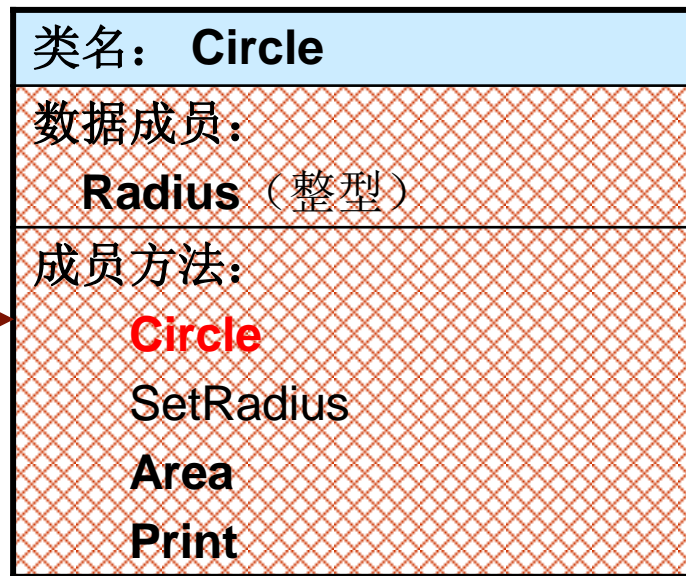 类名： Circle
数据成员：
Radius（整型）
成员方法：
Circle
SetRadius
Area
Print